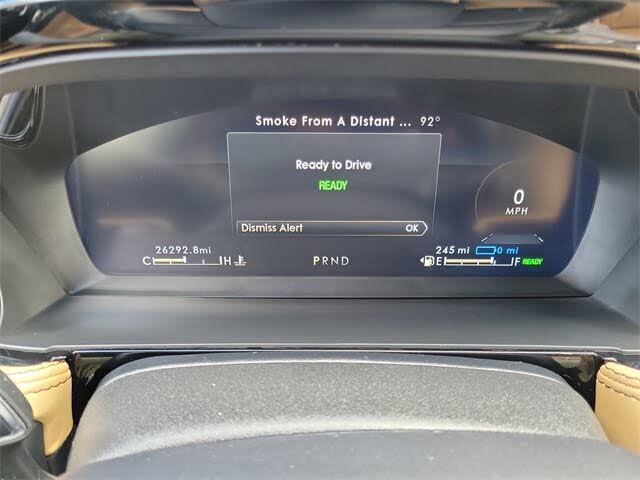 Smoke From A Distant ... 92°
Ready to Drive
READY
0
MPH
Dismiss Alert OK
26292.8mi
245 mi 0 mi
C H
PRND
E F READY